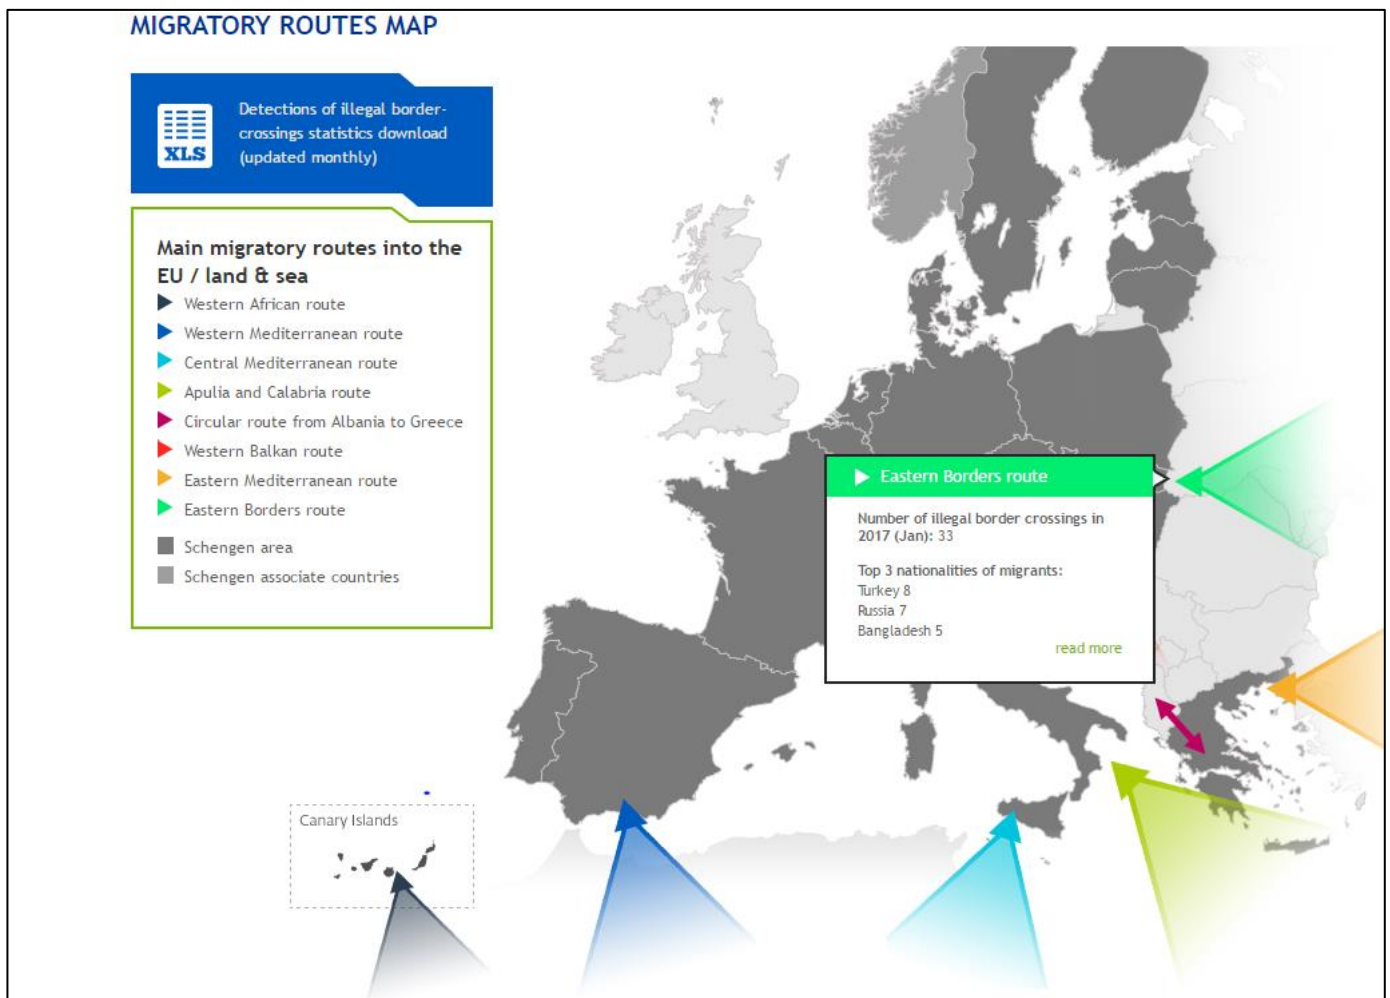 MIGRATORY ROUTES MAP
XLS
Detections of illegal border-
crossings statistics download
(updated monthly)
Main migratory routes into the
EU / land & sea
Western African route
Western Mediterranean route
Central Mediterranean route
Apulia and Calabria route
Circular route from Albania to Greece
Western Balkan route
Eastern Mediterranean route
Eastern Borders route
Schengen area
Schengen associate countries
Eastern Borders route
Number of illegal border crossings in
2017 (Jan): 33
Top 3 nationalities of migrants:
Turkey 8
Russia 7
Bangladesh 5
read more
Canary Islands